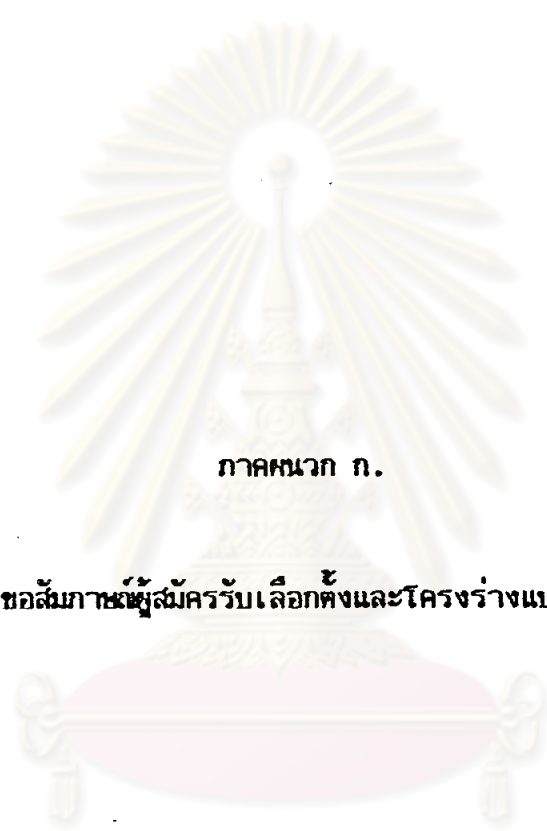 ภาคผนวก ก.
ขอสัมภาษณ์ผู้สมัครรับเลือกตั้งและโครงร่างแบ